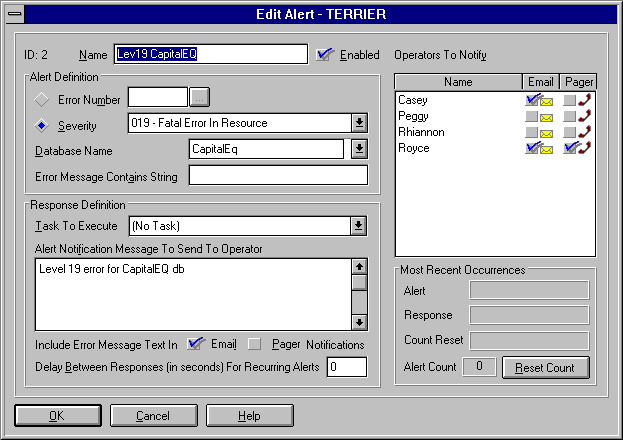 Edit Alert - TERRIER
ID: 2 Name Lev19 CapitalEQ Enabled
Alert Definition
Error Number ...
Severity 019 - Fatal Error In Resource
Database Name CapitalEq
Error Message Contains String
Response Definition
Task To Execute (No Task)
Alert Notification Message To Send To Operator
Level 19 error for CapitalEQ db
Include Error Message Text In Email Pager Notifications
Delay Between Responses (in seconds) For Recurring Alerts 0
Operators To Notify
Name Email Pager
Casey
Peggy
Rhiannon
Royce
Most Recent Occurrences
Alert
Response
Count Reset
Alert Count 0 Reset Count
OK Cancel Help